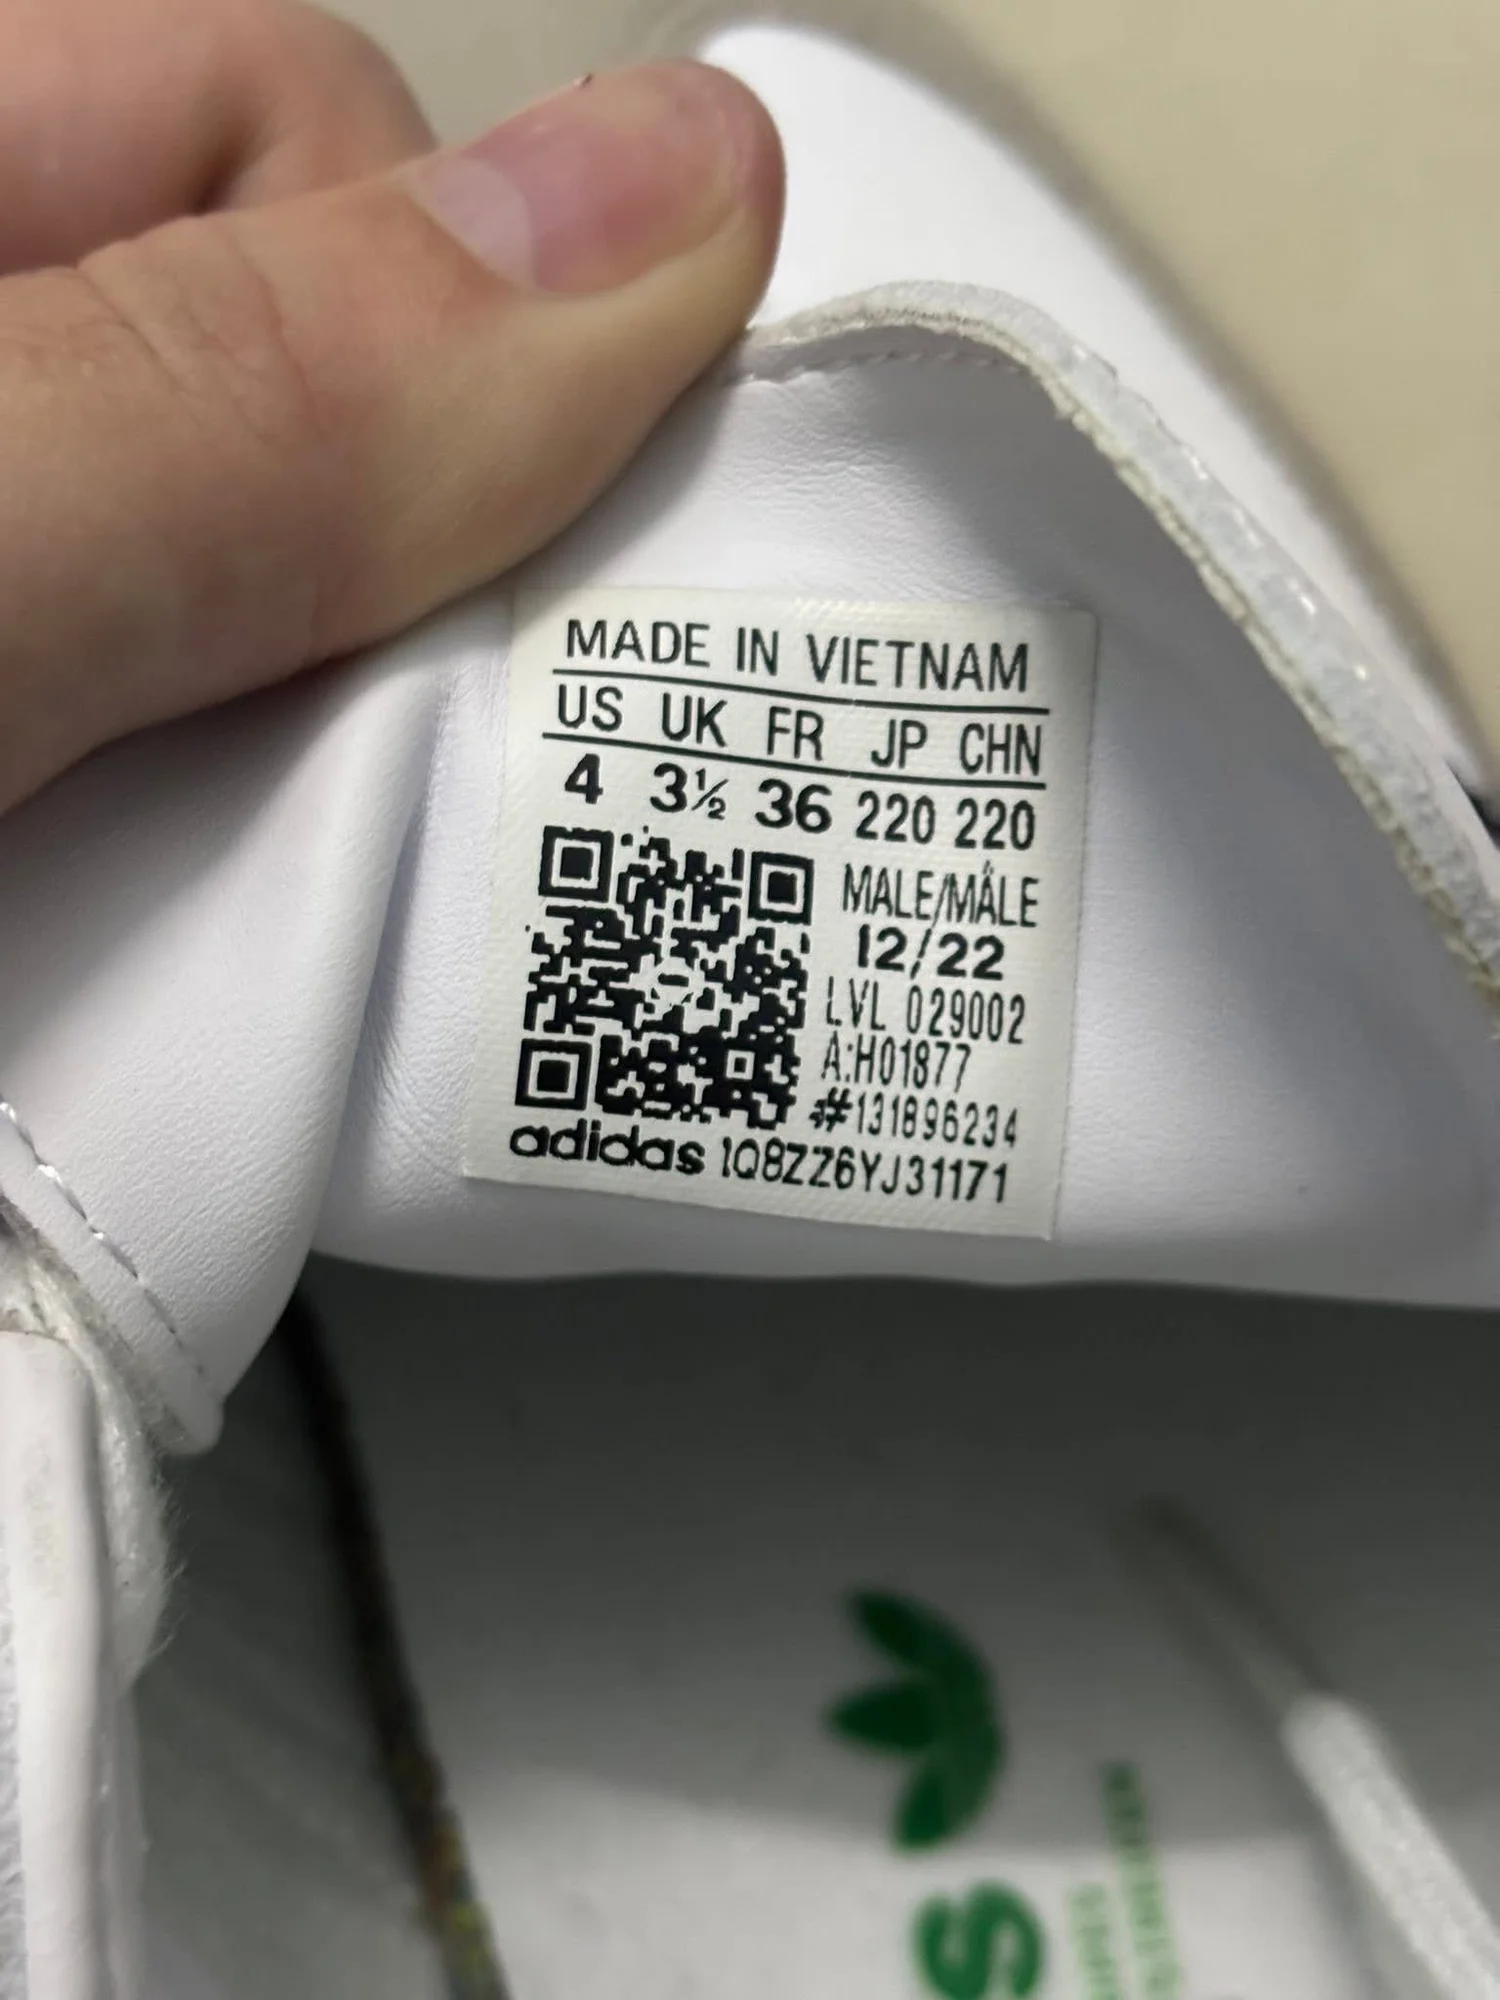 MADE IN VIETNAM
US UK FR JP CHN
4 3½ 36 220 220
MALE/MÂLE
12/22
LVL 029002
A:H01877
#131896234
adidas 1Q8ZZ6YJ31171
S